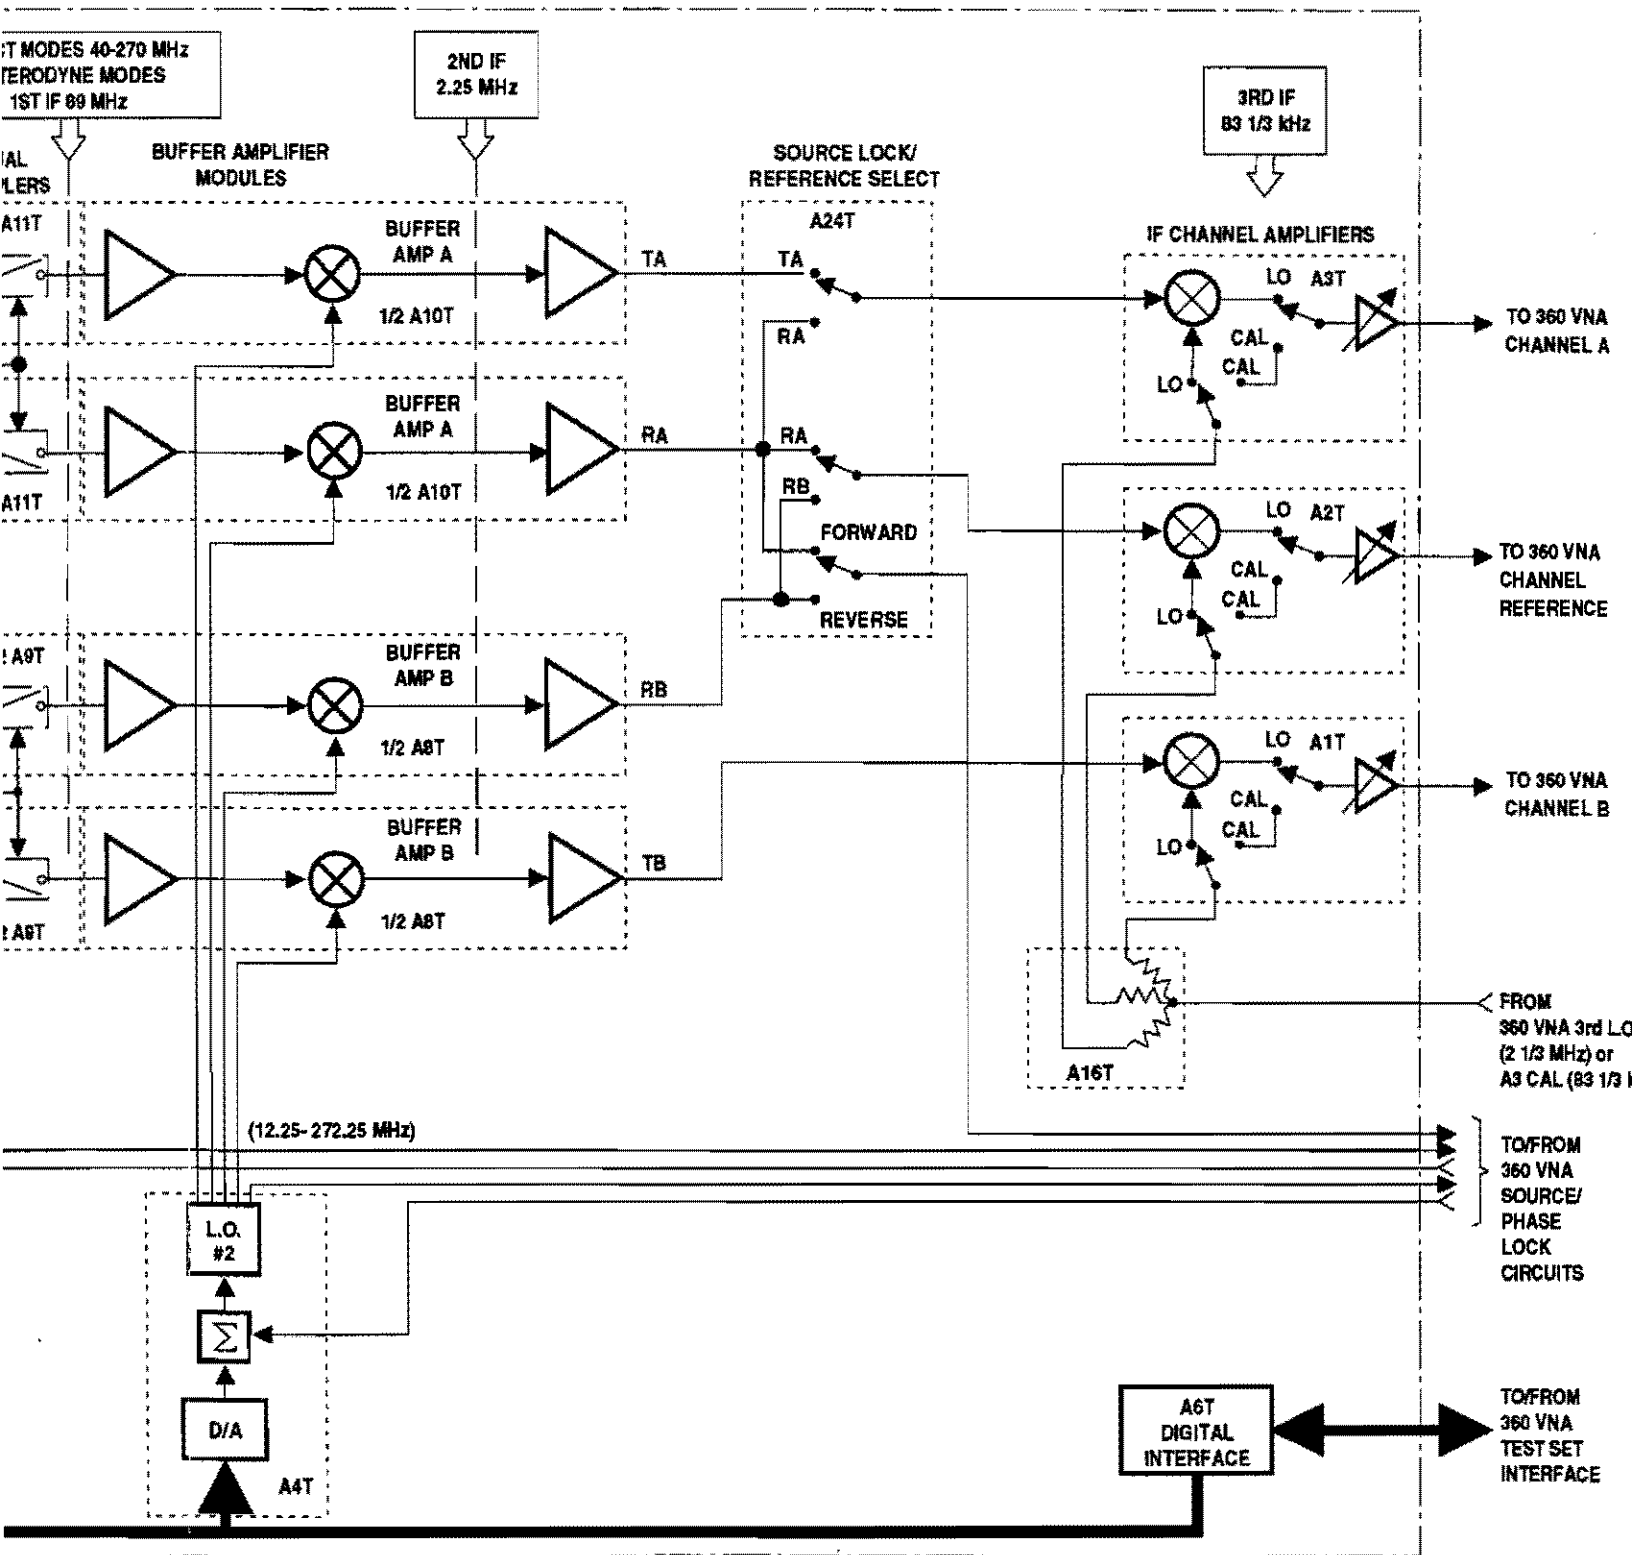 CT MODES 40-270 MHz
TERODYNE MODES
1ST IF 89 MHz
2ND IF
2.25 MHz
3RD IF
83 1/3 kHz
BUFFER AMPLIFIER
MODULES
SOURCE LOCK/
REFERENCE SELECT
IF CHANNEL AMPLIFIERS
A11T
BUFFER
AMP A
1/2 A10T
TA
A24T
TA
RA
LO A3T
CAL
CAL
LO
TO 360 VNA
CHANNEL A
A11T
BUFFER
AMP A
1/2 A10T
RA
RA
RB
FORWARD
REVERSE
LO A2T
CAL
CAL
LO
TO 360 VNA
CHANNEL
REFERENCE
A9T
BUFFER
AMP B
1/2 A8T
RB
LO A1T
CAL
CAL
LO
TO 360 VNA
CHANNEL B
A9T
BUFFER
AMP B
1/2 A8T
TB
A16T
FROM
360 VNA 3rd L.O
(2 1/3 MHz) or
A3 CAL (83 1/3
(12.25- 272.25 MHz)
TO/FROM
360 VNA
SOURCE/
PHASE
LOCK
CIRCUITS
L.O.
#2
Σ
D/A
A4T
A6T
DIGITAL
INTERFACE
TO/FROM
360 VNA
TEST SET
INTERFACE